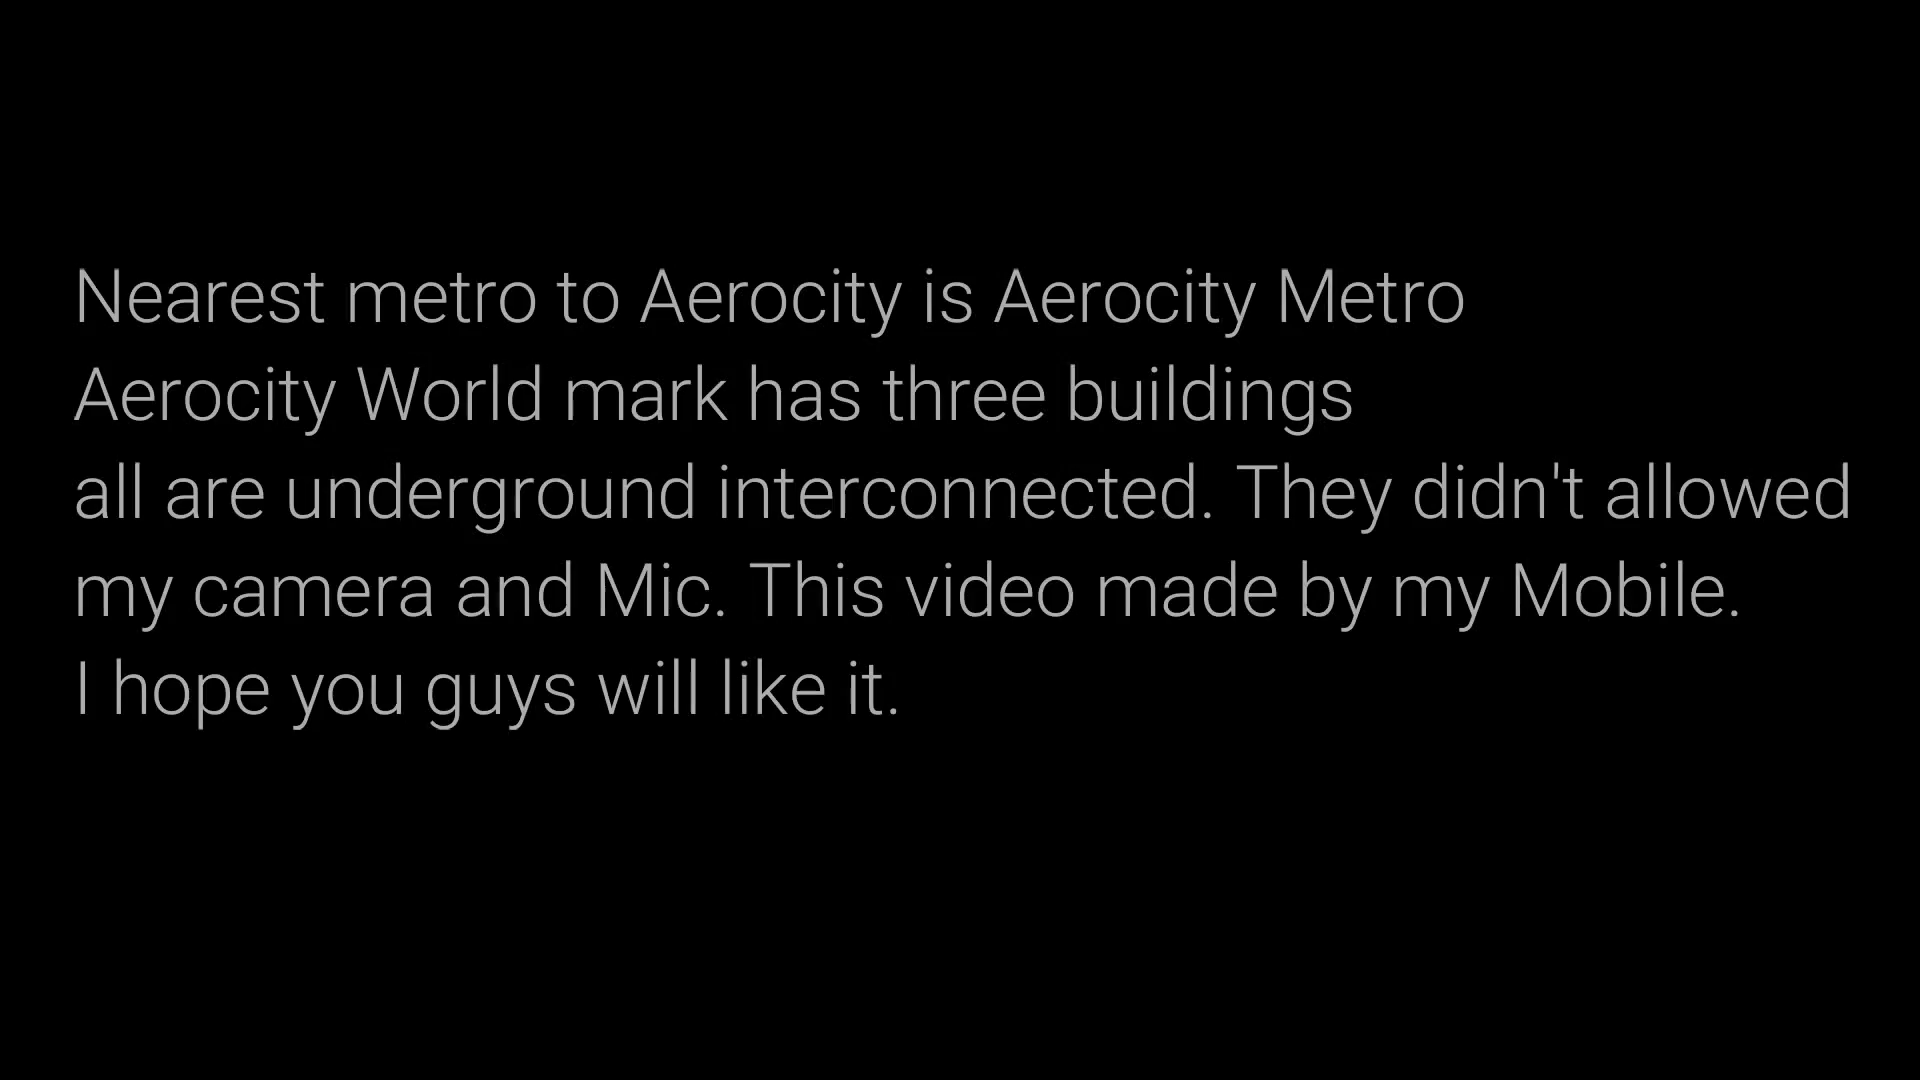 Nearest metro to Aerocity is Aerocity Metro
Aerocity World mark has three buildings
all are underground interconnected. They didn't allowed
my camera and Mic. This video made by my Mobile.
I hope you guys will like it.